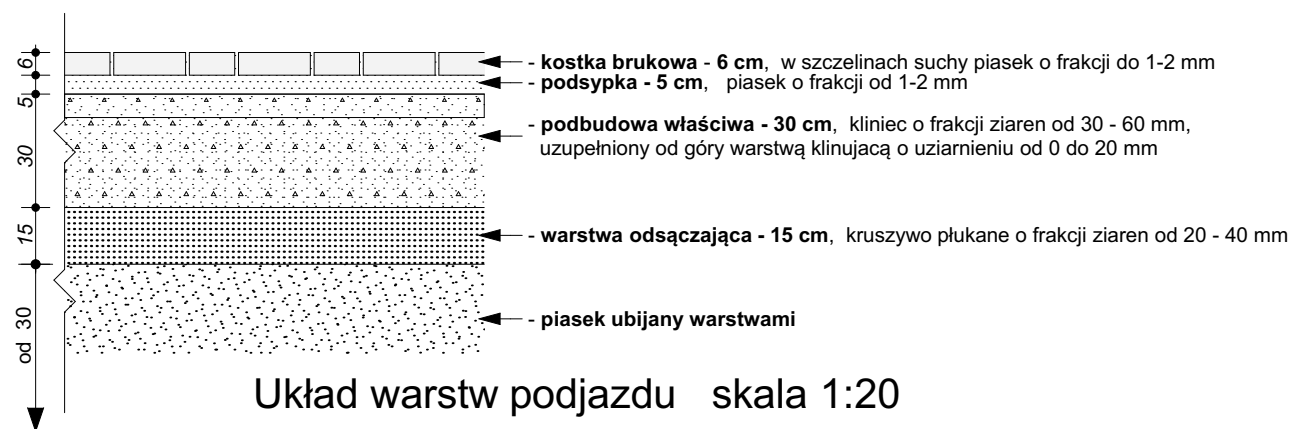 6
- kostka brukowa - 6 cm, w szczelinach suchy piasek o frakcji do 1-2 mm
5
- podsypka - 5 cm, piasek o frakcji od 1-2 mm
30
- podbudowa właściwa - 30 cm, kliniec o frakcji ziaren od 30 - 60 mm,
uzupełniony od góry warstwą klinujacą o uziarnieniu od 0 do 20 mm
15
- warstwa odsączająca - 15 cm, kruszywo płukane o frakcji ziaren od 20 - 40 mm
od 30
- piasek ubijany warstwami
Układ warstw podjazdu skala 1:20